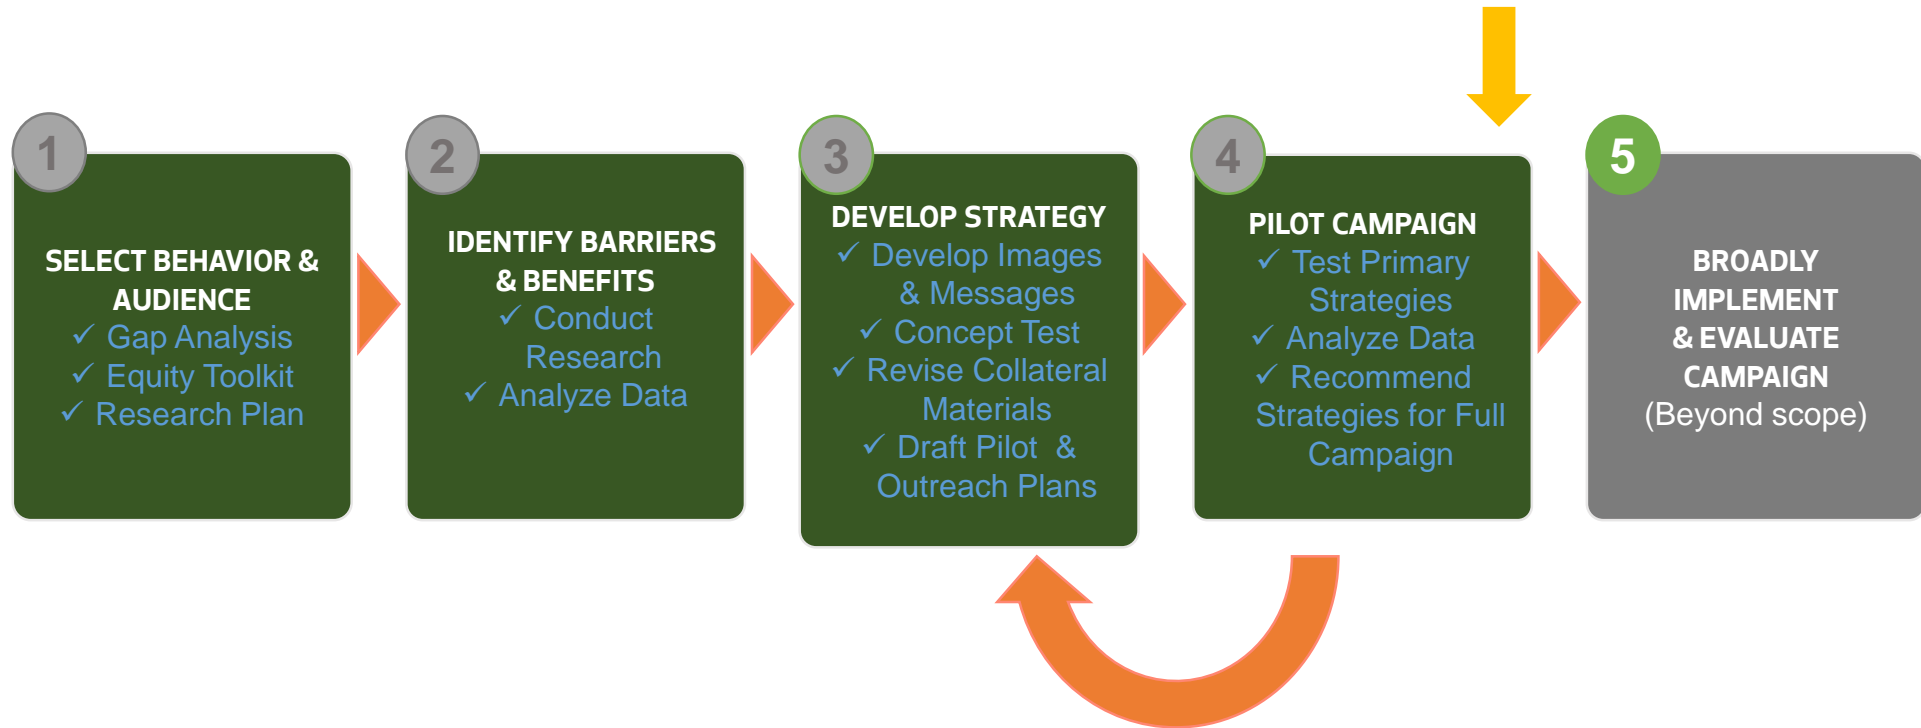 1
SELECT BEHAVIOR &
AUDIENCE
✓ Gap Analysis
✓ Equity Toolkit
✓ Research Plan
2
IDENTIFY BARRIERS
& BENEFITS
✓ Conduct
Research
✓ Analyze Data
3
DEVELOP STRATEGY
✓ Develop Images
& Messages
✓ Concept Test
✓ Revise Collateral
Materials
✓ Draft Pilot &
Outreach Plans
4
PILOT CAMPAIGN
✓ Test Primary
Strategies
✓ Analyze Data
✓ Recommend
Strategies for Full
Campaign
5
BROADLY
IMPLEMENT
& EVALUATE
CAMPAIGN
(Beyond scope)